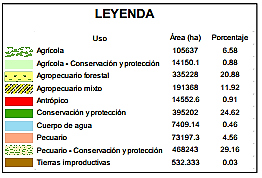 LEYENDA
Uso Área (ha) Porcentaje
Agrícola 105637 6.58
Agrícola - Conservación y protección 14150.1 0.88
Agropecuario forestal 335228 20.88
Agropecuario mixto 191368 11.92
Antrópico 14552.6 0.91
Conservación y protección 395202 24.62
Cuerpo de agua 7409.14 0.46
Pecuario 73197.3 4.56
Pecuario - Conservación y protección 468243 29.16
Tierras improductivas 532.333 0.03